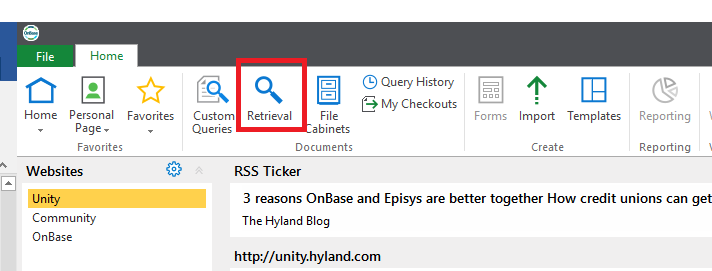 OnBase
File
Home
Home
Personal Page
Favorites
Favorites
Custom Queries
Retrieval
File Cabinets
Query History
My Checkouts
Documents
Forms
Import
Templates
Create
Reporting
Reporting
Websites
Unity
Community
OnBase
RSS Ticker
3 reasons OnBase and Episys are better together How credit unions can get
The Hyland Blog
http://unity.hyland.com